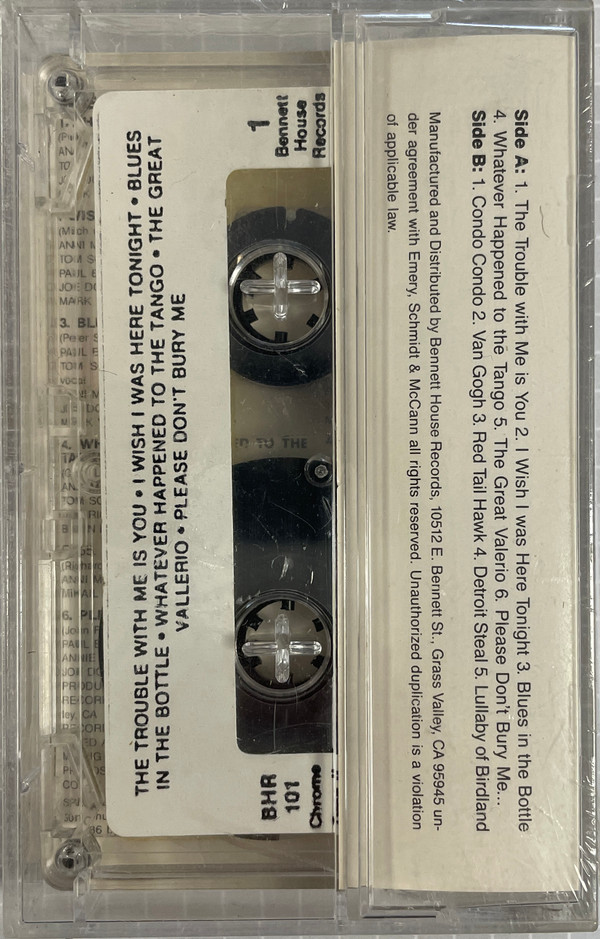 Side A: 1. The Trouble with Me is You 2. I Wish I was Here Tonight 3. Blues in the Bottle
4. Whatever Happened to the Tango 5. The Great Valerio 6. Please Don't Bury Me...
Side B: 1. Condo Condo 2. Van Gogh 3. Red Tail Hawk 4. Detroit Steal 5. Lullaby of Birdland
Manufactured and Distributed by Bennett House Records, 10512 E. Bennett St., Grass Valley, CA 95945 un-
der agreement with Emery, Schmidt & McCann all rights reserved. Unauthorized duplication is a violation
of applicable law.
THE TROUBLE WITH ME IS YOU • I WISH I WAS HERE TONIGHT • BLUES
IN THE BOTTLE • WHATEVER HAPPENED TO THE TANGO • THE GREAT
VALLERIO • PLEASE DON'T BURY ME
1
Bennett
House
Records
BHR
101
Chrome
ED TO THE